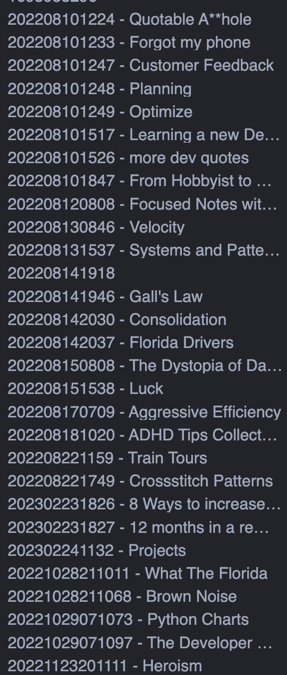 202208101224 - Quotable A**hole
202208101233 - Forgot my phone
202208101247 - Customer Feedback
202208101248 - Planning
202208101249 - Optimize
202208101517 - Learning a new De...
202208101526 - more dev quotes
202208101847 - From Hobbyist to ...
202208120808 - Focused Notes wit...
202208130846 - Velocity
202208131537 - Systems and Patte...
202208141918
202208141946 - Gall's Law
202208142030 - Consolidation
202208142037 - Florida Drivers
202208150808 - The Dystopia of Da...
202208151538 - Luck
202208170709 - Aggressive Efficiency
202208181020 - ADHD Tips Collect...
202208221159 - Train Tours
202208221749 - Crossstitch Patterns
202302231826 - 8 Ways to increase...
202302231827 - 12 months in a re...
202302241132 - Projects
20221028211011 - What The Florida
20221028211068 - Brown Noise
20221029071073 - Python Charts
20221029071097 - The Developer ...
20221123201111 - Heroism